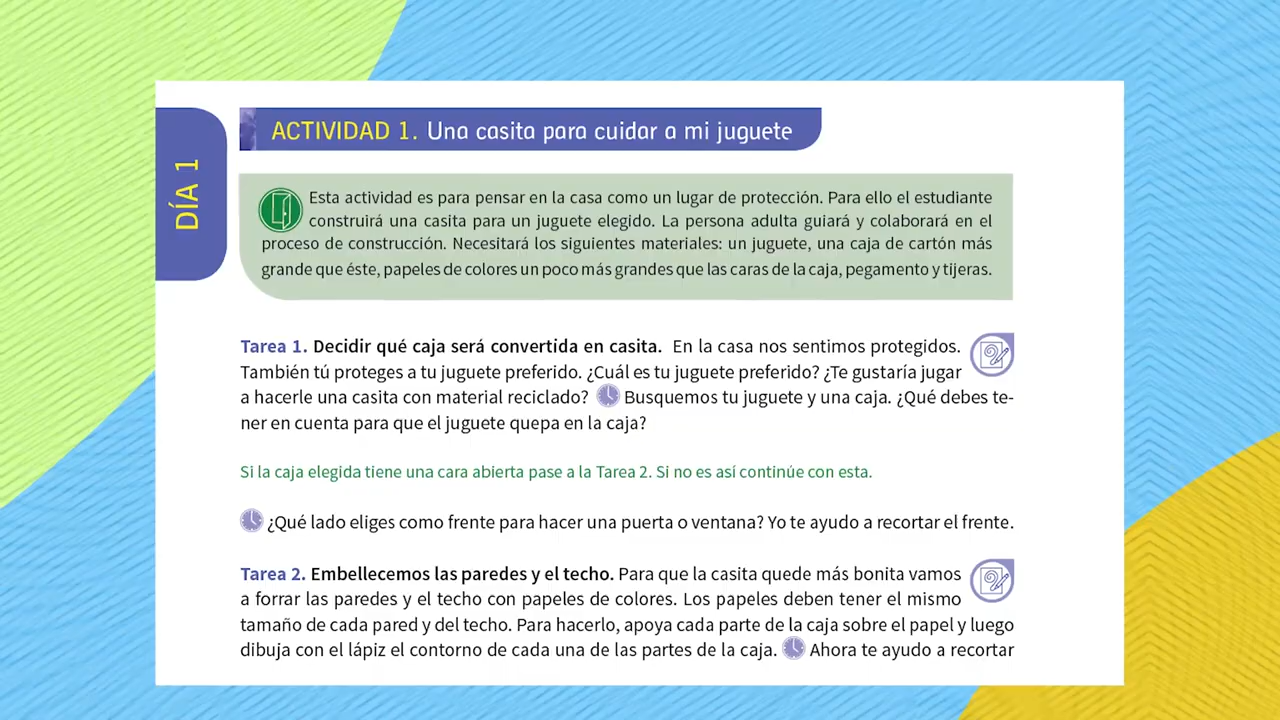 DÍA 1
ACTIVIDAD 1. Una casita para cuidar a mi juguete
Esta actividad es para pensar en la casa como un lugar de protección. Para ello el estudiante
construirá una casita para un juguete elegido. La persona adulta guiará y colaborará en el
proceso de construcción. Necesitará los siguientes materiales: un juguete, una caja de cartón más
grande que éste, papeles de colores un poco más grandes que las caras de la caja, pegamento y tijeras.
Tarea 1. Decidir qué caja será convertida en casita. En la casa nos sentimos protegidos.
También tú proteges a tu juguete preferido. ¿Cuál es tu juguete preferido? ¿Te gustaría jugar
a hacerle una casita con material reciclado? Busquemos tu juguete y una caja. ¿Qué debes te-
ner en cuenta para que el juguete quepa en la caja?
Si la caja elegida tiene una cara abierta pase a la Tarea 2. Si no es así continúe con esta.
¿Qué lado eliges como frente para hacer una puerta o ventana? Yo te ayudo a recortar el frente.
Tarea 2. Embellecemos las paredes y el techo. Para que la casita quede más bonita vamos
a forrar las paredes y el techo con papeles de colores. Los papeles deben tener el mismo
tamaño de cada pared y del techo. Para hacerlo, apoya cada parte de la caja sobre el papel y luego
dibuja con el lápiz el contorno de cada una de las partes de la caja. Ahora te ayudo a recortar